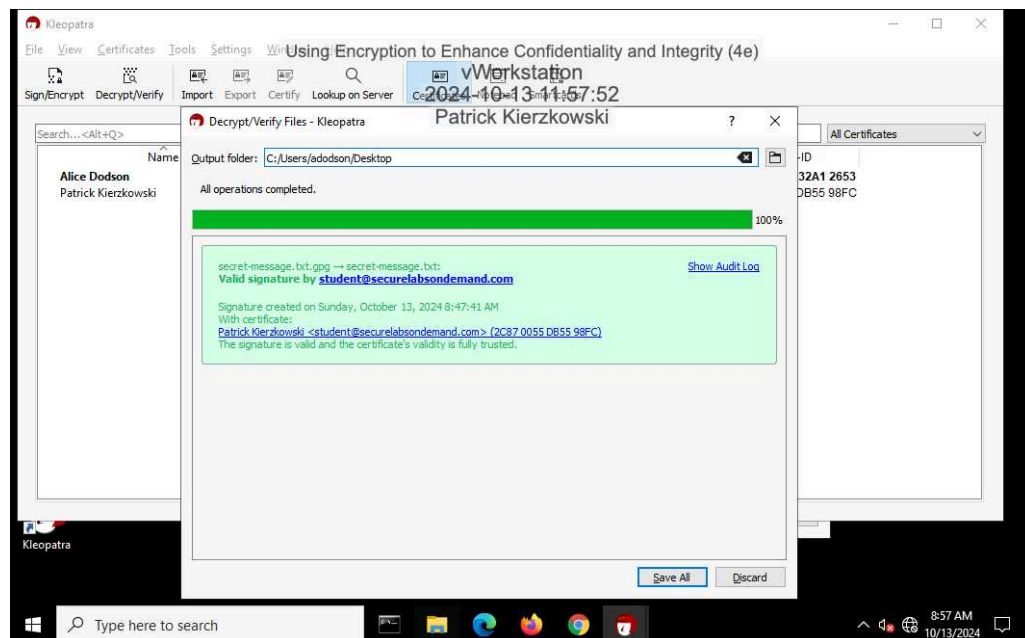 Kleopatra
File View Certificates Tools Settings
Using Encryption to Enhance Confidentiality and Integrity (4e)
vWorkstation
2024-10-13 11:57:52
Patrick Kierzkowski
Sign/Encrypt Decrypt/Verify Import Export Certify Lookup on Server
Search...<Alt+Q>
All Certificates
Name
-ID
Alice Dodson
32A1 2653
Patrick Kierzkowski
DB55 98FC
Decrypt/Verify Files - Kleopatra
Output folder: C:/Users/adodson/Desktop
All operations completed.
100%
secret-message.txt.gpg → secret-message.txt:
Show Audit Log
Valid signature by student@securelabsondemand.com
Signature created on Sunday, October 13, 2024 8:47:41 AM
With certificate:
Patrick Kierzkowski <student@securelabsondemand.com> (2C87 0055 DB55 98FC)
The signature is valid and the certificate's validity is fully trusted.
Save All Discard
Kleopatra
Type here to search
8:57 AM
10/13/2024